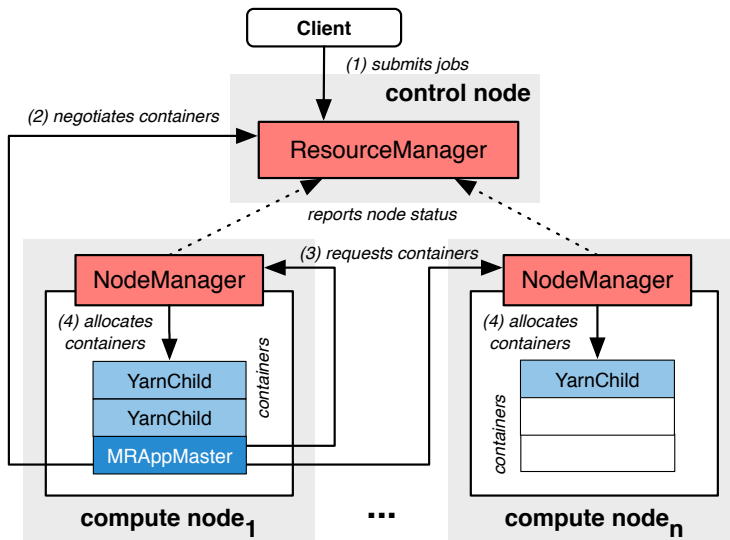 Client
(1) submits jobs
control node
(2) negotiates containers
ResourceManager
reports node status
(3) requests containers
NodeManager
NodeManager
(4) allocates
containers
(4) allocates
containers
containers
YarnChild
YarnChild
MRAppMaster
YarnChild
containers
compute node1
...
compute noden